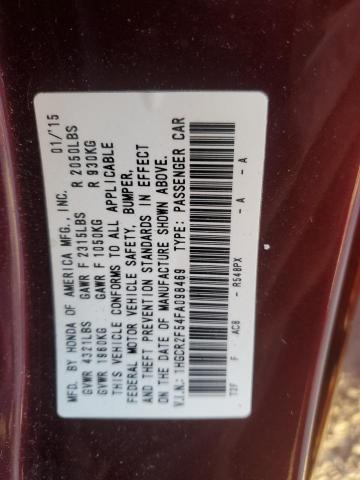 MFD. BY HONDA OF AMERICA MFG., INC. 01/'15
GVWR 4321LBS GAWR F 2315LBS R 2050LBS
GVWR 1960KG GAWR F 1050KG R 930KG
THIS VEHICLE CONFORMS TO ALL APPLICABLE
FEDERAL MOTOR VEHICLE SAFETY, BUMPER,
AND THEFT PREVENTION STANDARDS IN EFFECT
ON THE DATE OF MANUFACTURE SHOWN ABOVE.
V.I.N.: 1HGCR2F54FA098469 TYPE: PASSENGER CAR
T2F F AC8 - R548PX - A - A